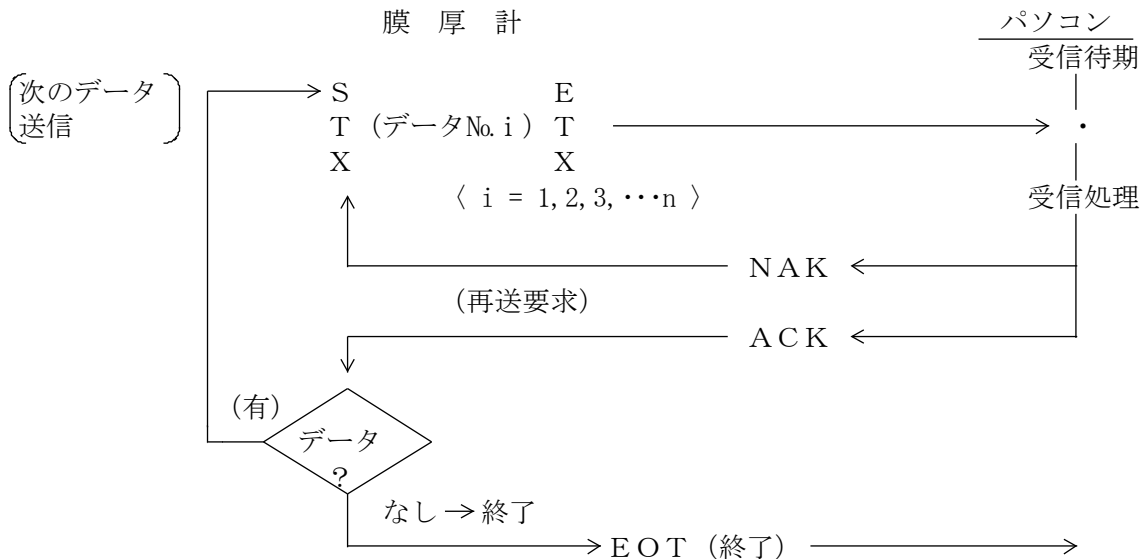 膜 厚 計 パソコン
受信待期
次のデータ
送信
S
T
X
(データ№.i)
E
T
X
・
〈 i = 1,2,3,・・・n 〉
受信処理
NAK
(再送要求)
ACK
(有)
データ
?
なし→終了
EOT (終了)